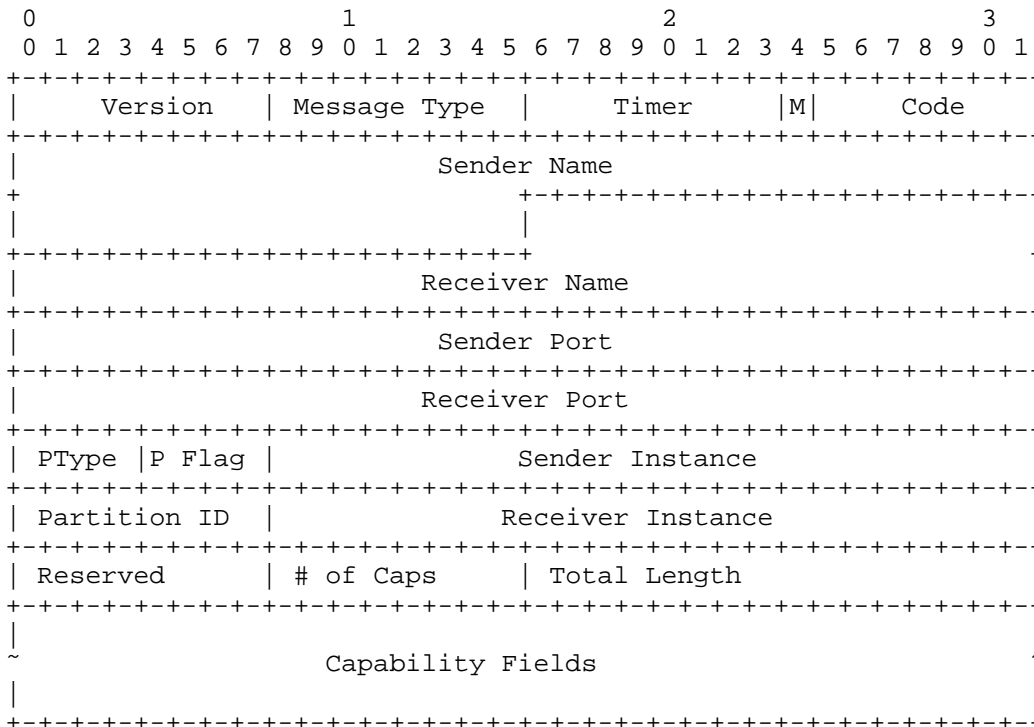 0                   1                   2                   3
0 1 2 3 4 5 6 7 8 9 0 1 2 3 4 5 6 7 8 9 0 1 2 3 4 5 6 7 8 9 0 1
+-+-+-+-+-+-+-+-+-+-+-+-+-+-+-+-+-+-+-+-+-+-+-+-+-+-+-+-+-+-+-+-
|     Version   | Message Type  |     Timer     |M|     Code
+-+-+-+-+-+-+-+-+-+-+-+-+-+-+-+-+-+-+-+-+-+-+-+-+-+-+-+-+-+-+-+-
|                          Sender Name
+                               +-+-+-+-+-+-+-+-+-+-+-+-+-+-+-+-
|                               |
+-+-+-+-+-+-+-+-+-+-+-+-+-+-+-+-+                               -
|                         Receiver Name
+-+-+-+-+-+-+-+-+-+-+-+-+-+-+-+-+-+-+-+-+-+-+-+-+-+-+-+-+-+-+-+-
|                          Sender Port
+-+-+-+-+-+-+-+-+-+-+-+-+-+-+-+-+-+-+-+-+-+-+-+-+-+-+-+-+-+-+-+-
|                         Receiver Port
+-+-+-+-+-+-+-+-+-+-+-+-+-+-+-+-+-+-+-+-+-+-+-+-+-+-+-+-+-+-+-+-
| PType |P Flag |               Sender Instance
+-+-+-+-+-+-+-+-+-+-+-+-+-+-+-+-+-+-+-+-+-+-+-+-+-+-+-+-+-+-+-+-
| Partition ID  |              Receiver Instance
+-+-+-+-+-+-+-+-+-+-+-+-+-+-+-+-+-+-+-+-+-+-+-+-+-+-+-+-+-+-+-+-
| Reserved      | # of Caps     | Total Length
+-+-+-+-+-+-+-+-+-+-+-+-+-+-+-+-+-+-+-+-+-+-+-+-+-+-+-+-+-+-+-+-
|
~                   Capability Fields                           ~
|
+-+-+-+-+-+-+-+-+-+-+-+-+-+-+-+-+-+-+-+-+-+-+-+-+-+-+-+-+-+-+-+-